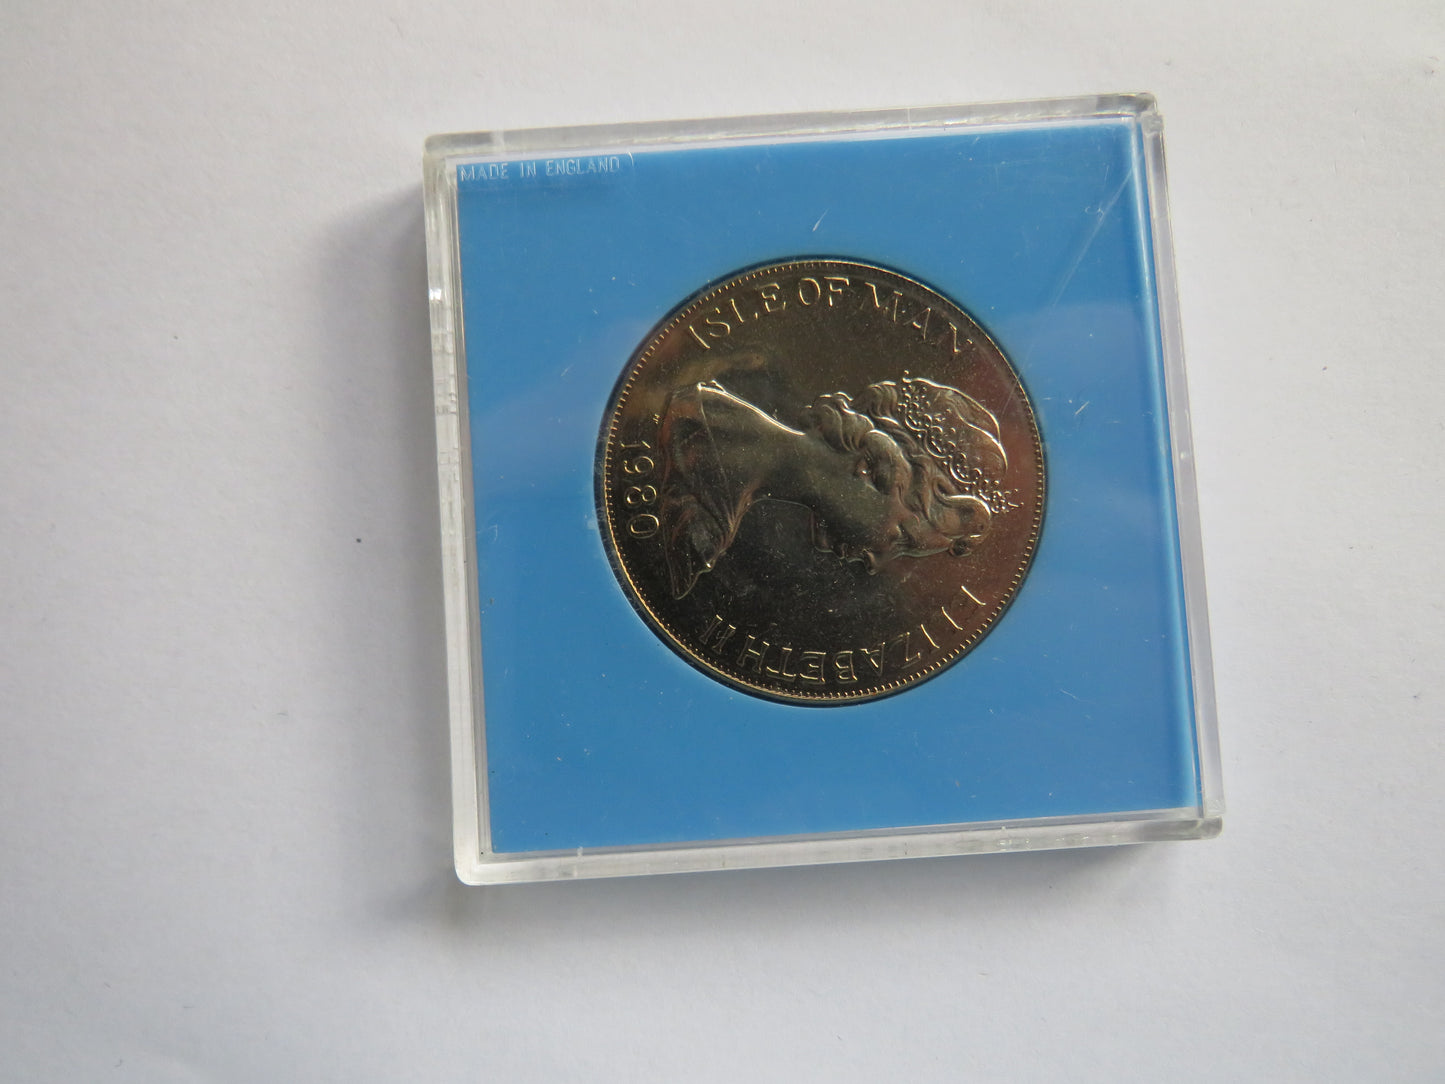 MADE IN ENGLAND
ISLE OF MAN
ELIZABETH II
1980